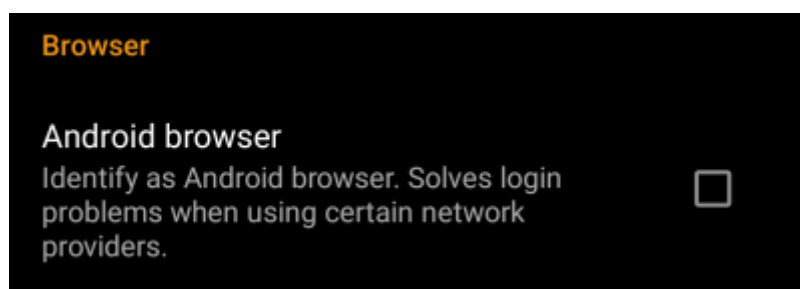 Browser
Android browser
Identify as Android browser. Solves login
problems when using certain network
providers.